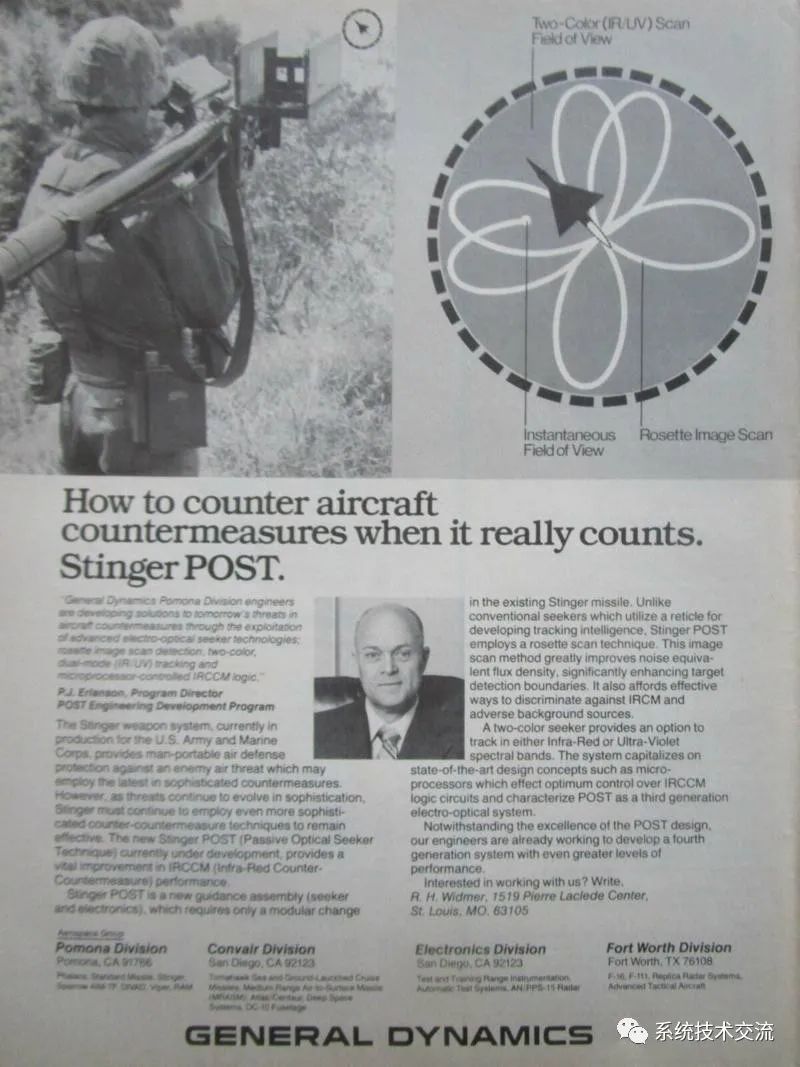 Two-Color (IR/UV) Scan
Field of View
Instantaneous
Field of View
Rosette Image Scan
How to counter aircraft
countermeasures when it really counts.
Stinger POST.
"General Dynamics Pomona Division engineers
are developing solutions to tomorrow's threats in
aircraft countermeasures through the exploitation
of advanced electro-optical seeker technologies;
rosette image scan detection, two-color,
dual-mode (IR/UV) tracking and
microprocessor-controlled IRCCM logic."
P.J. Erlanson, Program Director
POST Engineering Development Program
The Stinger weapon system, currently in
production for the U.S. Army and Marine
Corps, provides man-portable air defense
protection against an enemy air threat which may
employ the latest in sophisticated countermeasures.
However, as threats continue to evolve in sophistication,
Stinger must continue to employ even more sophisti-
cated counter-countermeasure techniques to remain
effective. The new Stinger POST (Passive Optical Seeker
Technique) currently under development, provides a
vital improvement in IRCCM (Infra-Red Counter-
Countermeasure) performance.
Stinger POST is a new guidance assembly (seeker
and electronics), which requires only a modular change
in the existing Stinger missile. Unlike
conventional seekers which utilize a reticle for
developing tracking intelligence, Stinger POST
employs a rosette scan technique. This image
scan method greatly improves noise equiva-
lent flux density, significantly enhancing target
detection boundaries. It also affords effective
ways to discriminate against IRCM and
adverse background sources.
A two-color seeker provides an option to
track in either Infra-Red or Ultra-Violet
spectral bands. The system capitalizes on
state-of-the-art design concepts such as micro-
processors which effect optimum control over IRCCM
logic circuits and characterize POST as a third generation
electro-optical system.
Notwithstanding the excellence of the POST design,
our engineers are already working to develop a fourth
generation system with even greater levels of
performance.
Interested in working with us? Write,
R. H. Widmer, 1519 Pierre Laclede Center,
St. Louis, MO. 63105
Aerospace Group
Pomona Division
Pomona, CA 91766
Phalanx, Standard Missile, Stinger,
Sparrow AIM-7F, DIVAD, Viper, RAM
Convair Division
San Diego, CA 92123
Tomahawk Sea and Ground-Launched Cruise
Missiles, Medium Range Air-to-Surface Missile
(MRASM), Atlas/Centaur, Deep Space
Systems, DC-10 Fuselage
Electronics Division
San Diego, CA 92123
Test and Training Range Instrumentation,
Automatic Test Systems, AN/PPS-15 Radar
Fort Worth Division
Fort Worth, TX 76108
F-16, F-111, Replica Radar Systems,
Advanced Tactical Aircraft
GENERAL DYNAMICS
系统技术交流